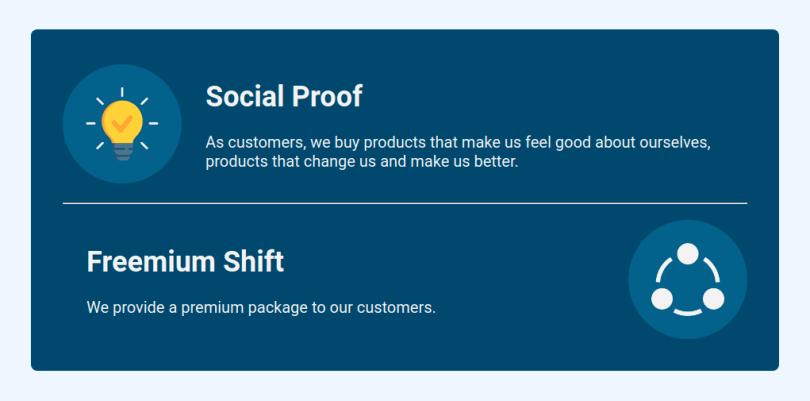 Social Proof
As customers, we buy products that make us feel good about ourselves,
products that change us and make us better.
Freemium Shift
We provide a premium package to our customers.